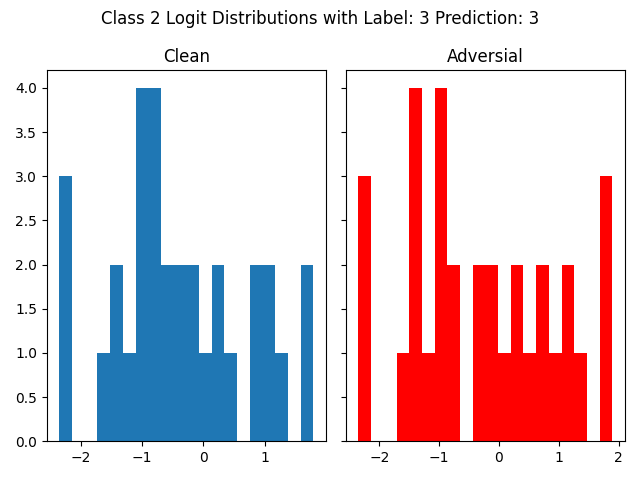 Class 2 Logit Distributions with Label: 3 Prediction: 3
Clean
Adversial
4.0
3.5
3.0
2.5
2.0
1.5
1.0
0.5
0.0
−2 −1 0 1
−2 −1 0 1 2